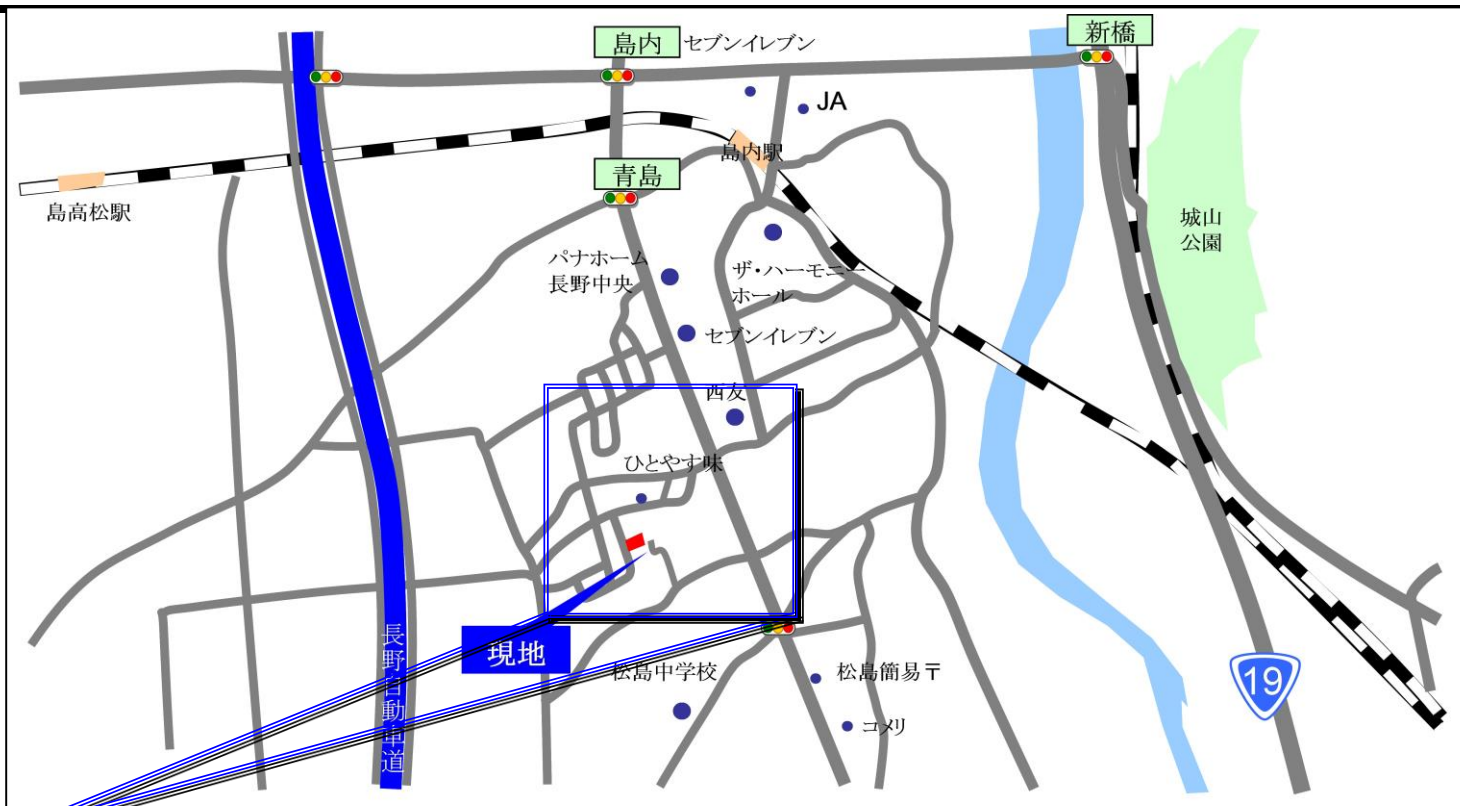 島内
セブンイレブン
新橋
JA
島内駅
青島
島高松駅
城山
公園
パナホーム
長野中央
ザ・ハーモニー
ホール
セブンイレブン
西友
ひとやす味
現地
長野自動車道
松島中学校
松島簡易〒
19
コメリ